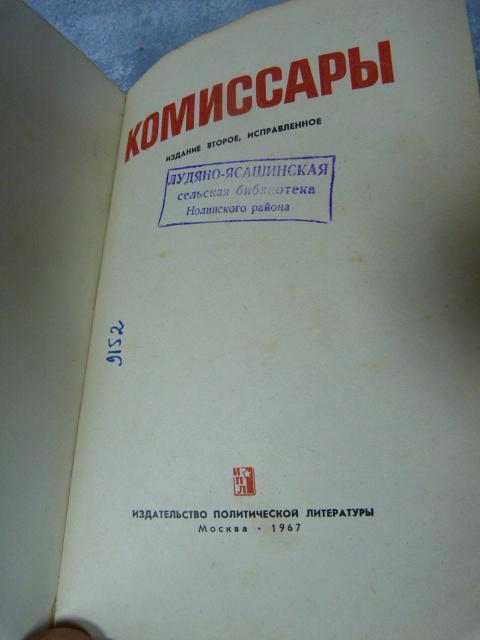 КОМИССАРЫ
ИЗДАНИЕ ВТОРОЕ, ИСПРАВЛЕННОЕ
ЛУДЯНО-ЯСАШИНСКАЯ
сельская библиотека
Нолинского района
9152
ИПЛ
ИЗДАТЕЛЬСТВО ПОЛИТИЧЕСКОЙ ЛИТЕРАТУРЫ
Москва · 1967